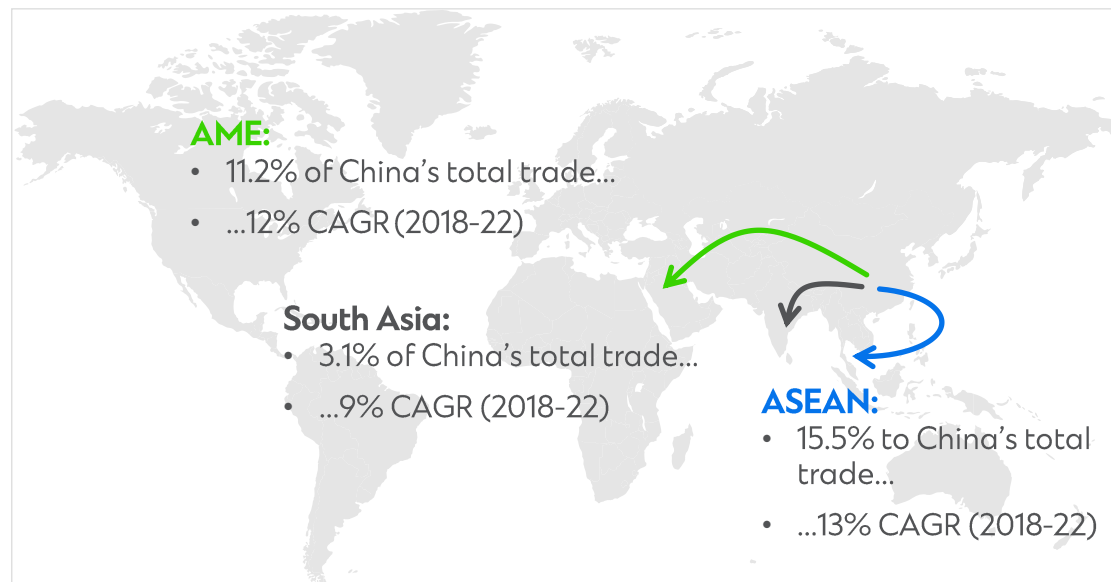 AME:
• 11.2% of China’s total trade...
• ...12% CAGR (2018-22)
South Asia:
• 3.1% of China’s total trade...
• ...9% CAGR (2018-22)
ASEAN:
• 15.5% to China’s total
trade...
• ...13% CAGR (2018-22)